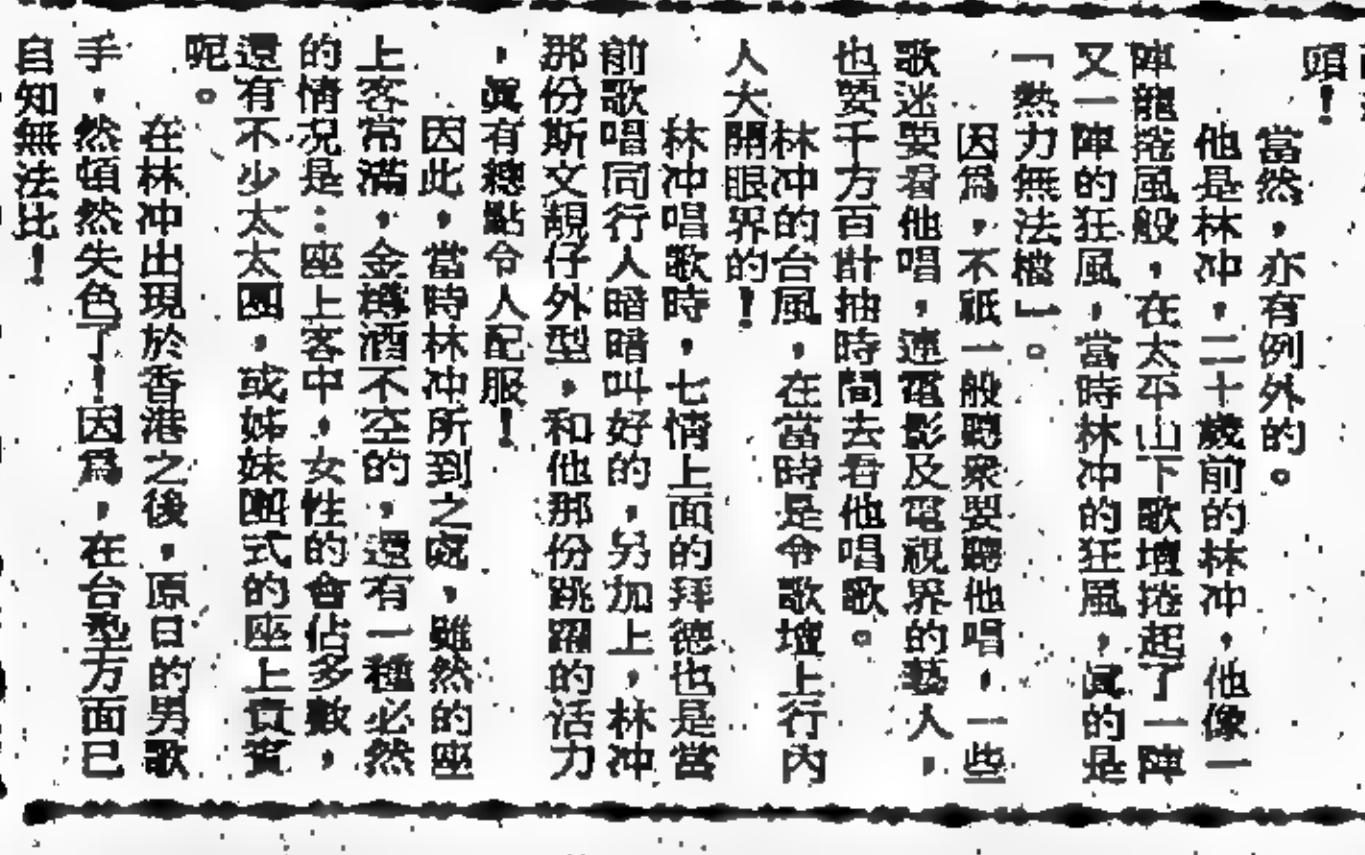 頭！
當然，亦有例外的。
他是林冲，二十歲前的林冲，他像一
陣龍捲風般，在太平山下歌壇捲起了一陣
又一陣的狂風，當時林冲的狂風，眞的是
「熱力無法擋」。
因爲，不祇一般聽衆要聽他唱，一些
歌迷要看他唱，連電影及電視界的藝人，
也要千方百計抽時間去看他唱歌。
林冲的台風，在當時是令歌壇上行內
人大開眼界的！
林冲唱歌時，七情上面的拜德也是當
前歌唱同行人暗暗叫好的，另加上，林冲
那份斯文靚仔外型，和他那份跳躍的活力
，眞有總點令人配服！
因此，當時林冲所到之處，雖然的座
上客常滿，金樽酒不空的，還有一種必然
的情况是：座上客中，女性的會佔多數，
還有不少太太團，或姊妹團式的座上貴賓
呢。
在林冲出現於香港之後，原日的男歌
手，然頓然失色了！因爲，在台型方面已
自知無法比！